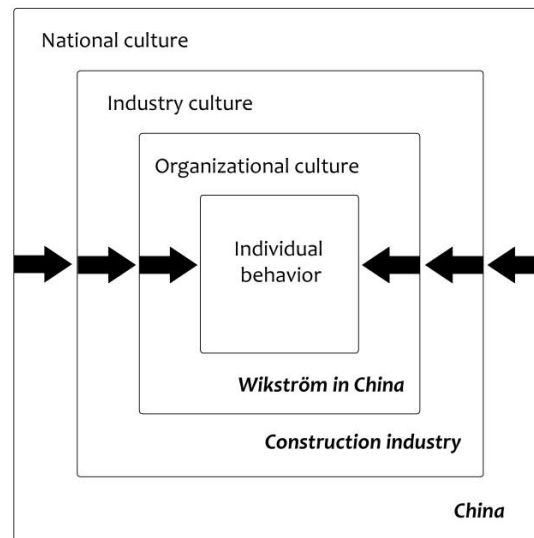 National culture
Industry culture
Organizational culture
Individual
behavior
Wikström in China
Construction industry
China